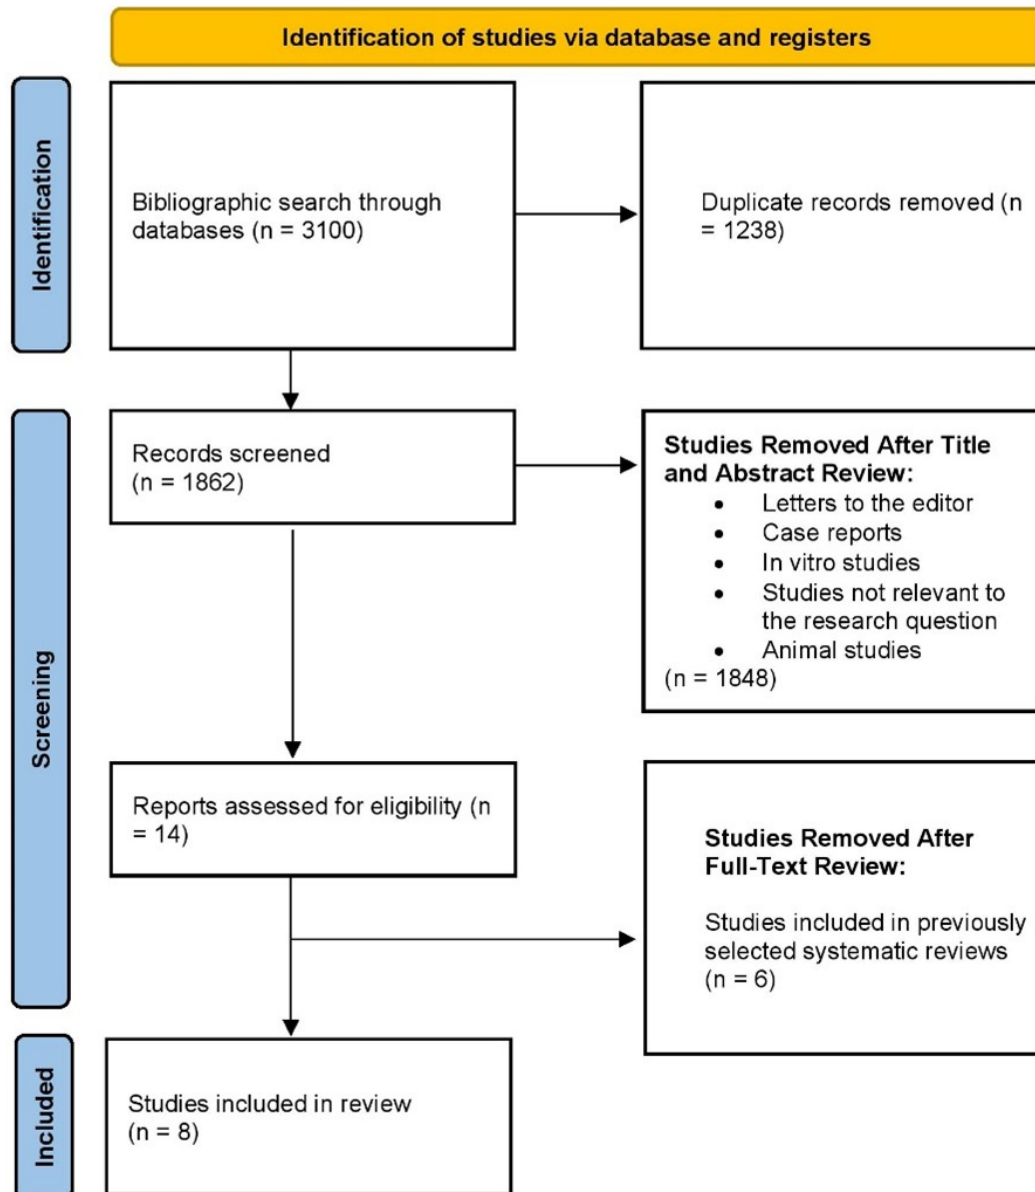 Identification of studies via database and registers
Identification
Bibliographic search through
databases (n = 3100)
Duplicate records removed (n
= 1238)
Screening
Records screened
(n = 1862)
Studies Removed After Title
and Abstract Review:
• Letters to the editor
• Case reports
• In vitro studies
• Studies not relevant to
the research question
• Animal studies
(n = 1848)
Reports assessed for eligibility (n
= 14)
Studies Removed After
Full-Text Review:
Studies included in previously
selected systematic reviews
(n = 6)
Included
Studies included in review
(n = 8)